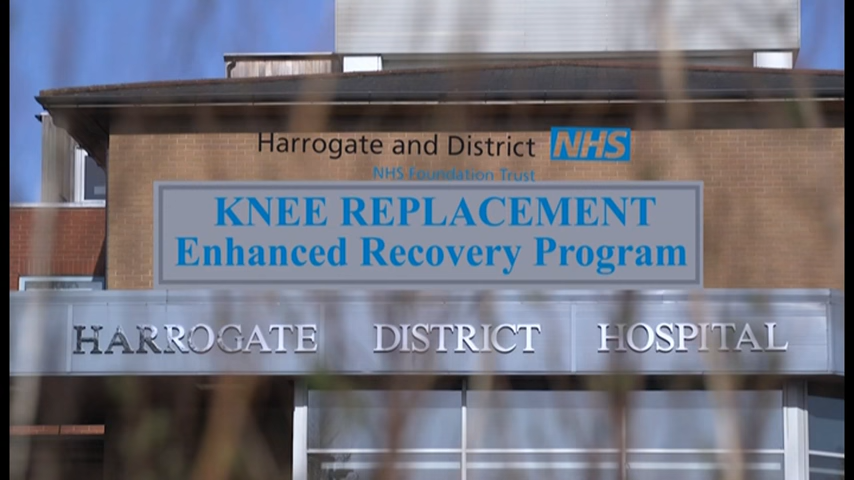 Harrogate and District NHS
NHS Foundation Trust
KNEE REPLACEMENT
Enhanced Recovery Program
HARROGATE DISTRICT HOSPITAL